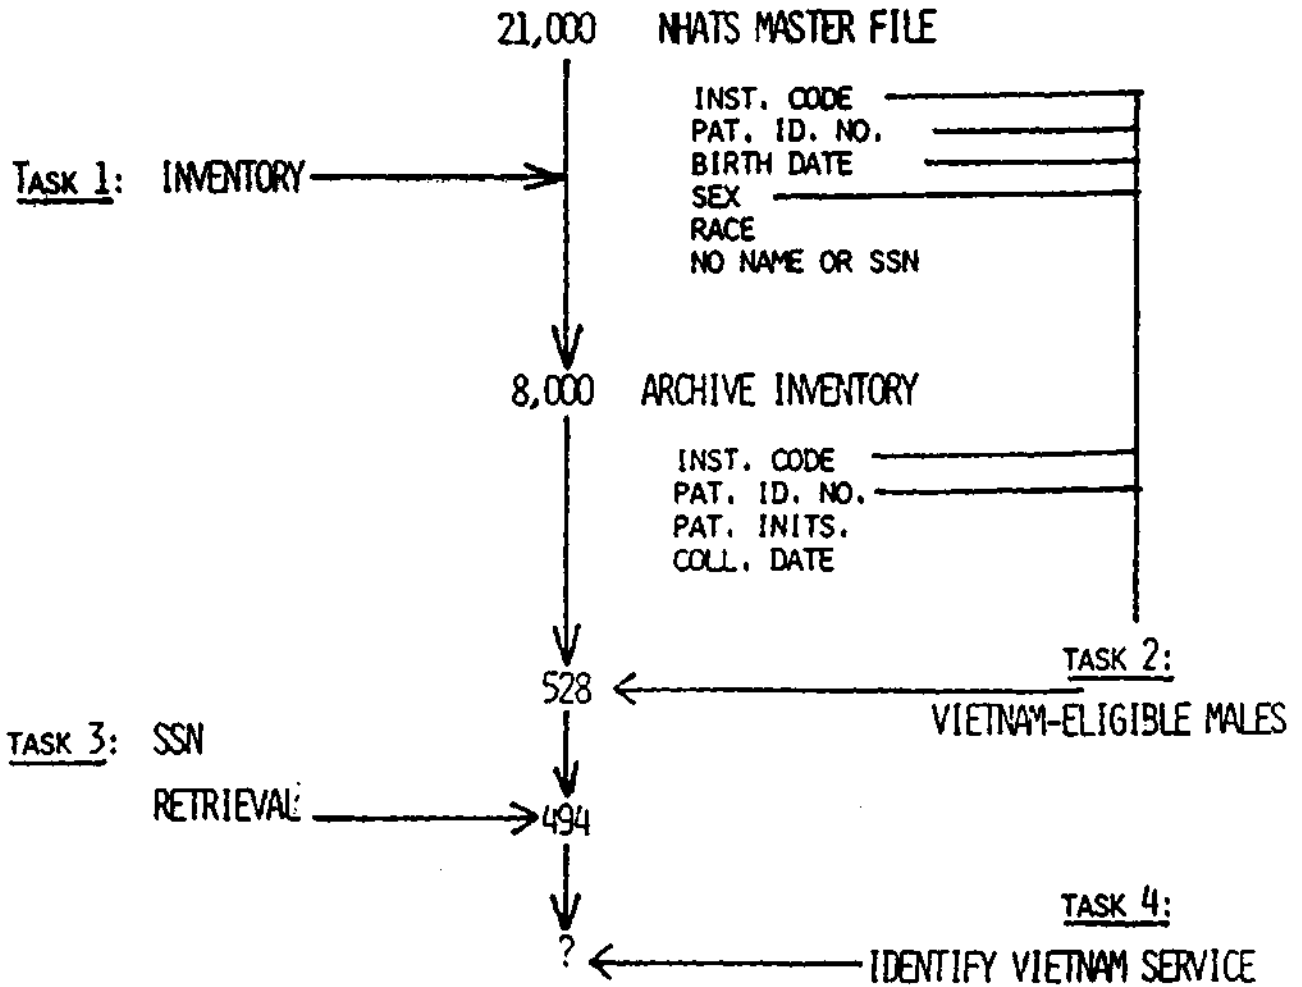 21,000 NHATS MASTER FILE
INST. CODE
PAT. ID. NO.
BIRTH DATE
TASK 1: INVENTORY
SEX
RACE
NO NAME OR SSN
8,000 ARCHIVE INVENTORY
INST. CODE
PAT. ID. NO.
PAT. INITS.
COLL. DATE
TASK 2:
528
VIETNAM-ELIGIBLE MALES
TASK 3: SSN
RETRIEVAL
494
TASK 4:
?
IDENTIFY VIETNAM SERVICE